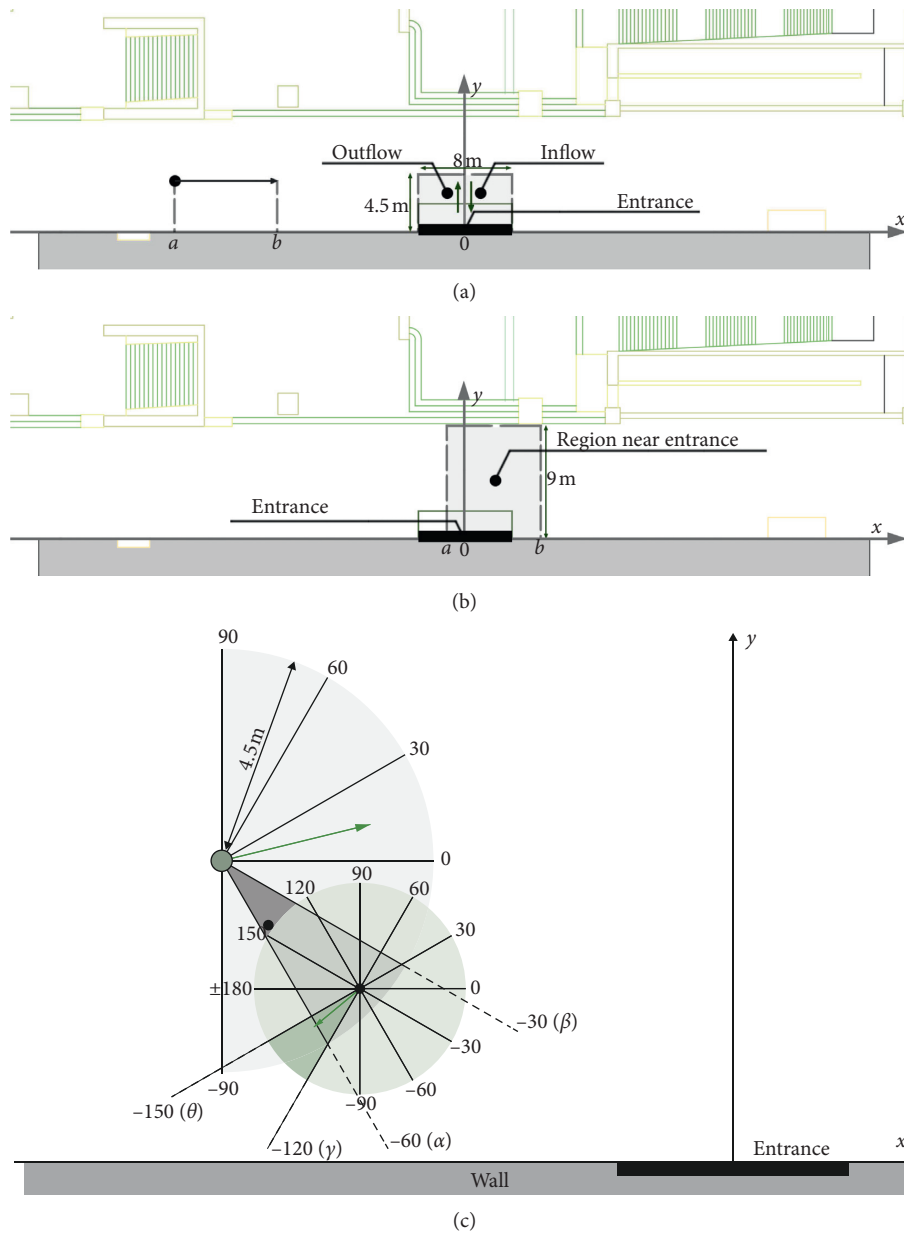 y
Outflow
8 m
Inflow
4.5 m
Entrance
x
a
b
0
(a)
y
Region near entrance
9 m
Entrance
x
a
0
b
(b)
90
y
60
4.5 m
30
0
120
90
60
150
30
±180
0
−30 (β)
−30
−90
−60
−90
−150 (θ)
−120 (γ)
−60 (α)
Entrance
x
Wall
(c)